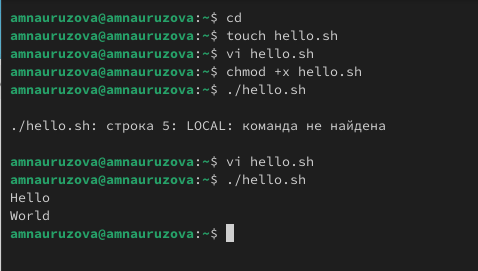 amnauruzova@amnauruzova:~$ cd
amnauruzova@amnauruzova:~$ touch hello.sh
amnauruzova@amnauruzova:~$ vi hello.sh
amnauruzova@amnauruzova:~$ chmod +x hello.sh
amnauruzova@amnauruzova:~$ ./hello.sh
./hello.sh: строка 5: LOCAL: команда не найдена
amnauruzova@amnauruzova:~$ vi hello.sh
amnauruzova@amnauruzova:~$ ./hello.sh
Hello
World
amnauruzova@amnauruzova:~$